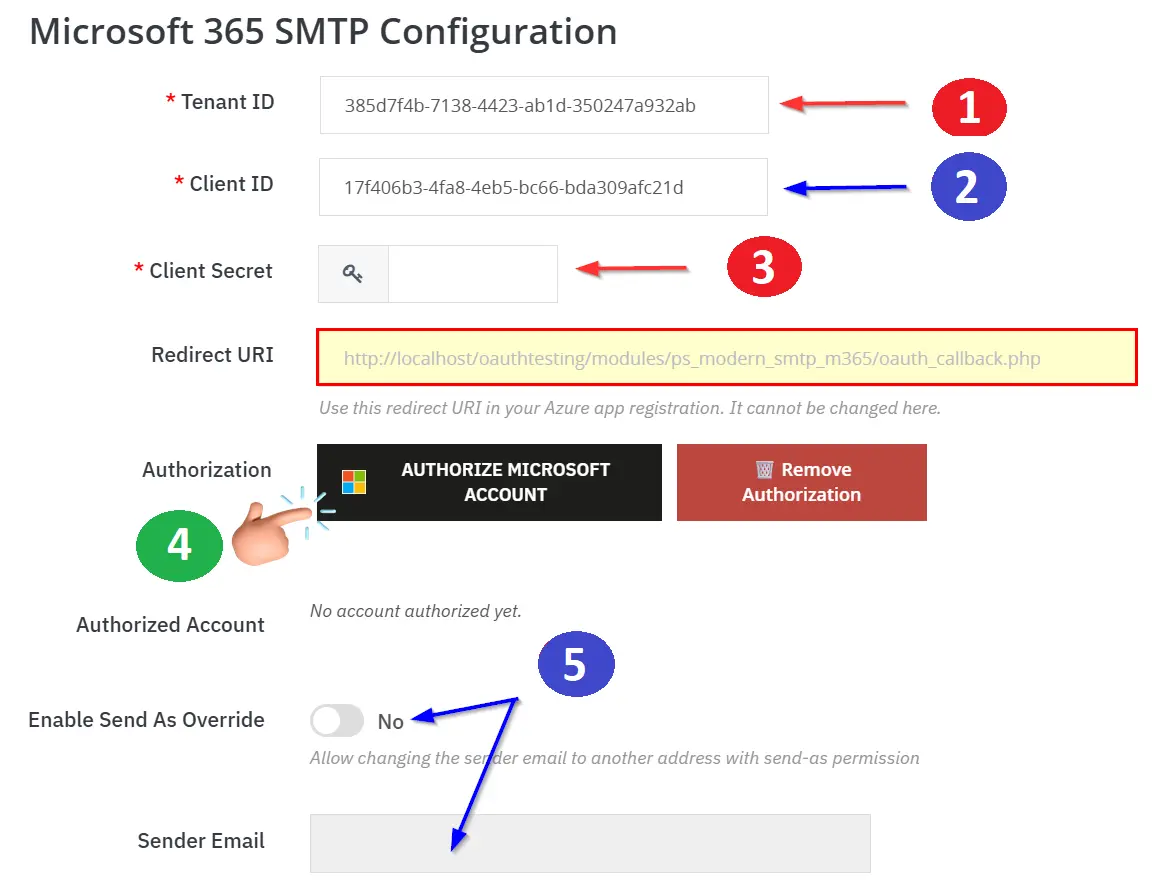 Microsoft 365 SMTP Configuration
* Tenant ID
385d7f4b-7138-4423-ab1d-350247a932ab
1
* Client ID
17f406b3-4fa8-4eb5-bc66-bda309afc21d
2
* Client Secret
3
Redirect URI
http://localhost/oauthtesting/modules/ps_modern_smtp_m365/oauth_callback.php
Use this redirect URI in your Azure app registration. It cannot be changed here.
Authorization
AUTHORIZE MICROSOFT
ACCOUNT
Remove
Authorization
4
Authorized Account
No account authorized yet.
5
Enable Send As Override
No
Allow changing the sender email to another address with send-as permission
Sender Email